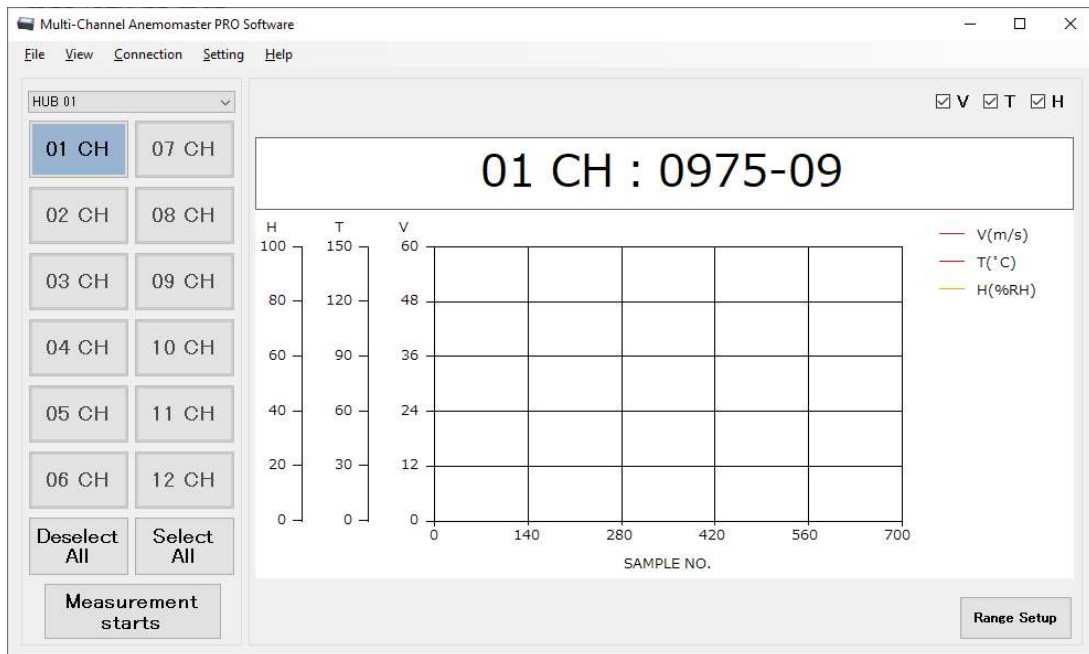 Multi-Channel Anemomaster PRO Software
File View Connection Setting Help
HUB 01
V T H
01 CH 07 CH
02 CH 08 CH
03 CH 09 CH
04 CH 10 CH
05 CH 11 CH
06 CH 12 CH
Deselect All
Select All
Measurement starts
01 CH : 0975-09
H T V
100 150 60
80 120 48
60 90 36
40 60 24
20 30 12
0 0 0
0 140 280 420 560 700
SAMPLE NO.
V(m/s)
T(°C)
H(%RH)
Range Setup